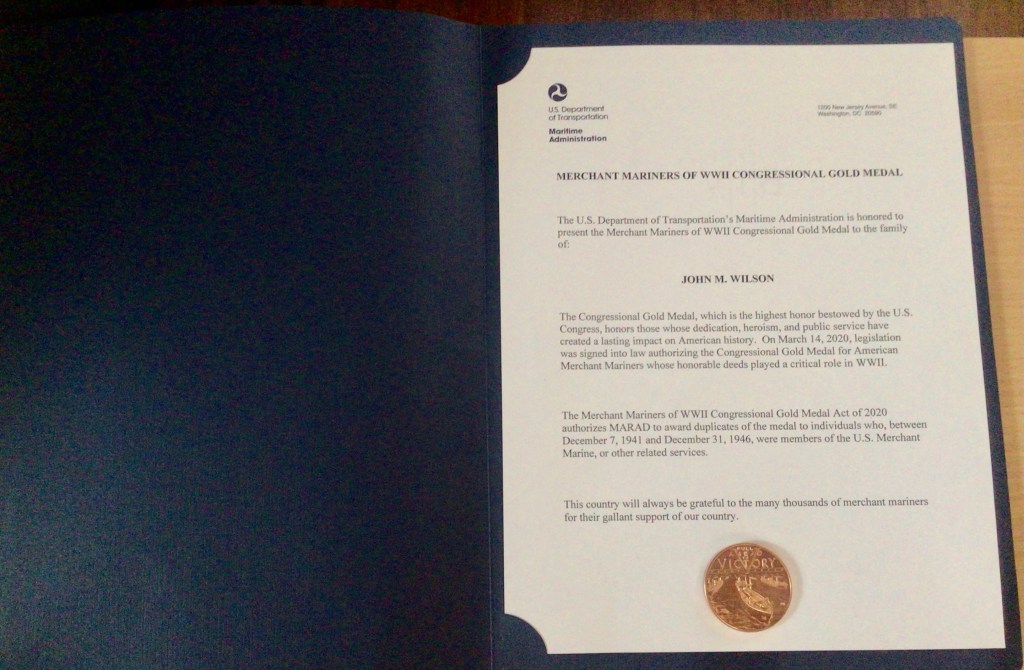 U.S. Department
of Transportation
Maritime
Administration
1200 New Jersey Avenue, SE
Washington, DC 20590
MERCHANT MARINERS OF WWII CONGRESSIONAL GOLD MEDAL
The U.S. Department of Transportation's Maritime Administration is honored to
present the Merchant Mariners of WWII Congressional Gold Medal to the family
of:
JOHN M. WILSON
The Congressional Gold Medal, which is the highest honor bestowed by the U.S.
Congress, honors those whose dedication, heroism, and public service have
created a lasting impact on American history. On March 14, 2020, legislation
was signed into law authorizing the Congressional Gold Medal for American
Merchant Mariners whose honorable deeds played a critical role in WWII.
The Merchant Mariners of WWII Congressional Gold Medal Act of 2020
authorizes MARAD to award duplicates of the medal to individuals who, between
December 7, 1941 and December 31, 1946, were members of the U.S. Merchant
Marine, or other related services.
This country will always be grateful to the many thousands of merchant mariners
for their gallant support of our country.
FULL
VICTORY